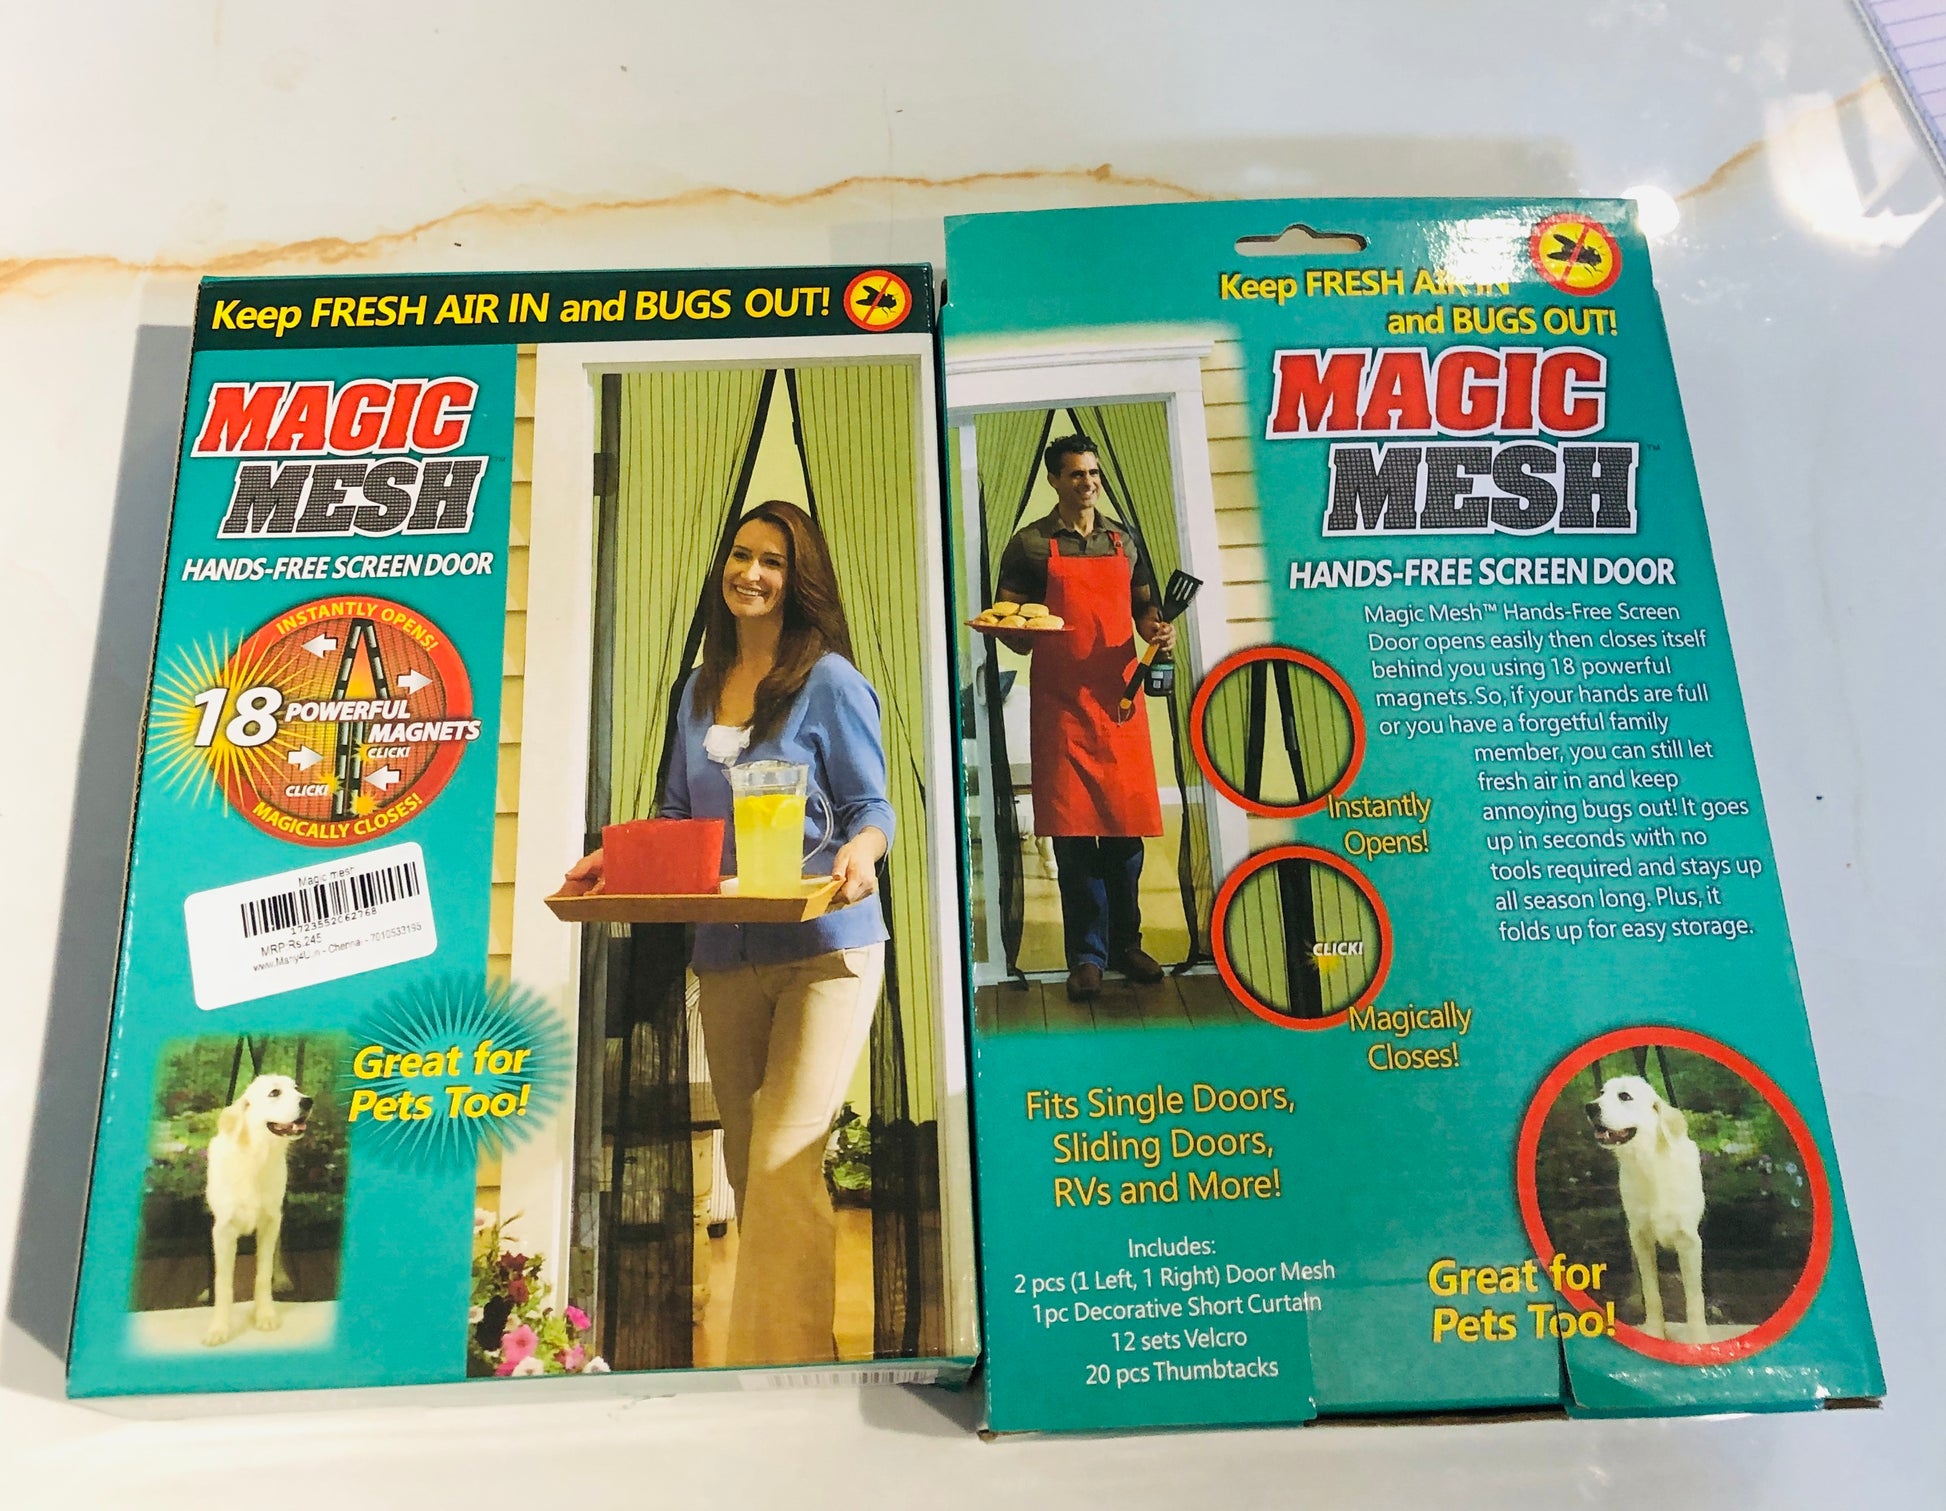 Keep FRESH AIR IN and BUGS OUT!
MAGIC
MESH
HANDS-FREE SCREEN DOOR
INSTANTLY OPENS!
18 POWERFUL
MAGNETS
CLICK!
CLICK!
MAGICALLY CLOSES!
Magic mesh
MRP:Rs.245
Great for
Pets Too!
Keep FRESH AIR IN
and BUGS OUT!
MAGIC
MESH™
HANDS-FREE SCREEN DOOR
Magic Mesh™ Hands-Free Screen
Door opens easily then closes itself
behind you using 18 powerful
magnets. So, if your hands are full
or you have a forgetful family
member, you can still let
fresh air in and keep
annoying bugs out! It goes
up in seconds with no
tools required and stays up
all season long. Plus, it
folds up for easy storage.
Instantly
Opens!
CLICK!
Magically
Closes!
Fits Single Doors,
Sliding Doors,
RVs and More!
Includes:
2 pcs (1 Left, 1 Right) Door Mesh
1pc Decorative Short Curtain
12 sets Velcro
20 pcs Thumbtacks
Great for
Pets Too!